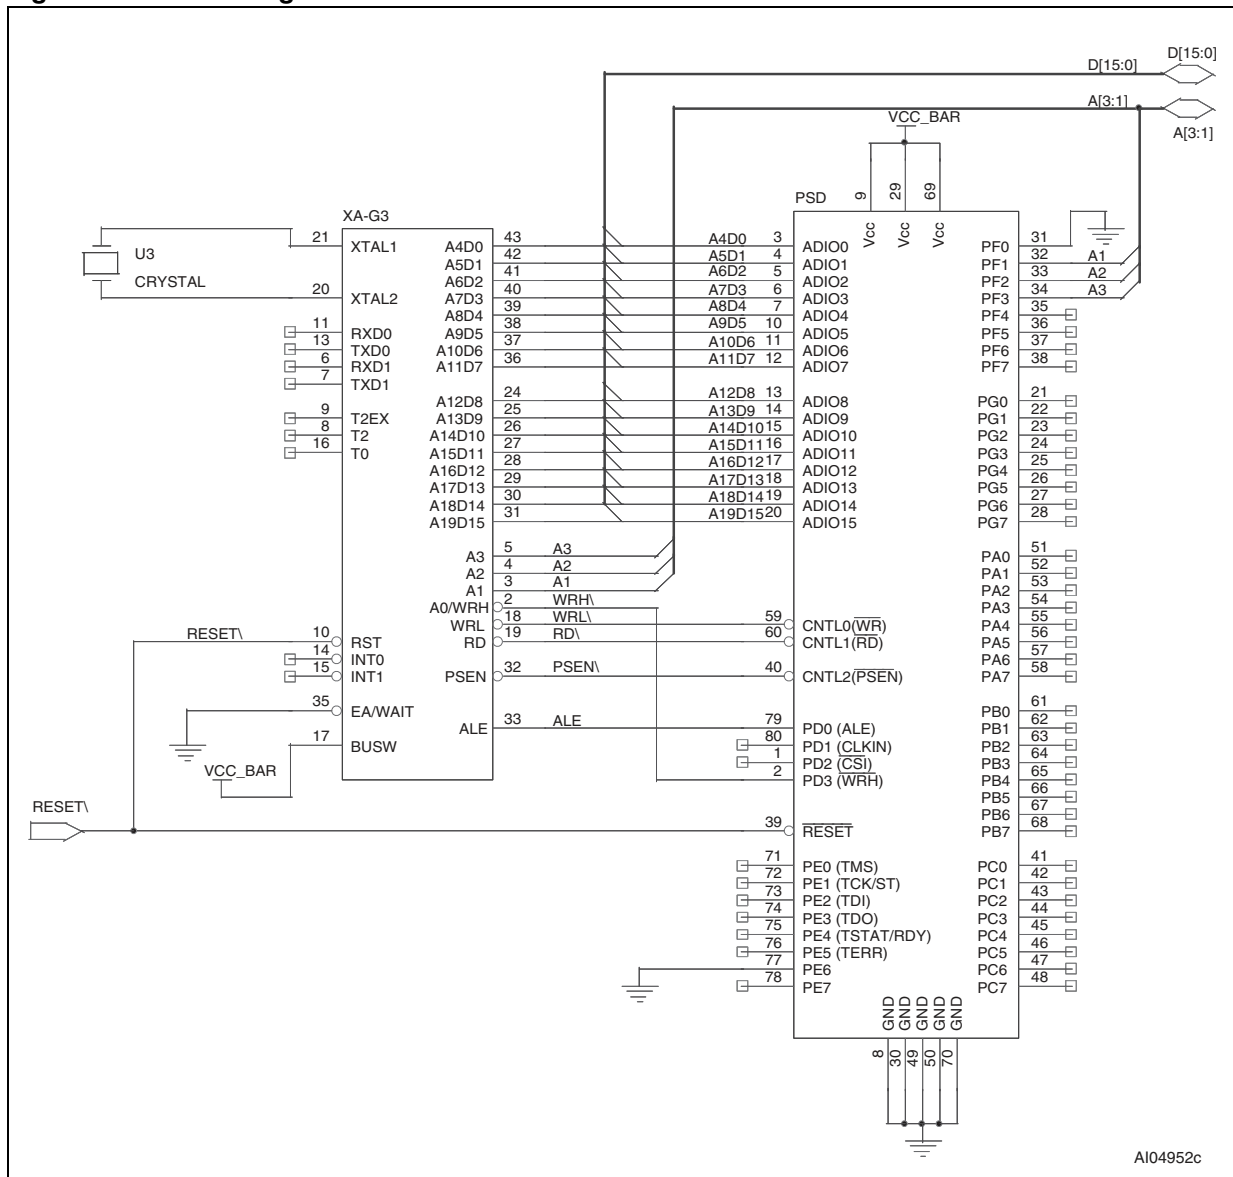 D[15:0]
D[15:0]
A[3:1]
A[3:1]
VCC_BAR
XA-G3
PSD
9
29
69
Vcc
Vcc
Vcc
U3
CRYSTAL
21 XTAL1
20 XTAL2
11 RXD0
13 TXD0
6 RXD1
7 TXD1
9 T2EX
8 T2
16 T0
RESET\
10 RST
14 INT0
15 INT1
35 EA/WAIT
17 BUSW
VCC_BAR
RESET\
A4D0 43
A5D1 42
A6D2 41
A7D3 40
A8D4 39
A9D5 38
A10D6 37
A11D7 36
A12D8 24
A13D9 25
A14D10 26
A15D11 27
A16D12 28
A17D13 29
A18D14 30
A19D15 31
A3 5 A3
A2 4 A2
A1 3 A1
A0/WRH 2 WRH\
WRL 18 WRL\
RD 19 RD\
PSEN 32 PSEN\
ALE 33 ALE
A4D0 3 ADIO0
A5D1 4 ADIO1
A6D2 5 ADIO2
A7D3 6 ADIO3
A8D4 7 ADIO4
A9D5 10 ADIO5
A10D6 11 ADIO6
A11D7 12 ADIO7
A12D8 13 ADIO8
A13D9 14 ADIO9
A14D10 15 ADIO10
A15D11 16 ADIO11
A16D12 17 ADIO12
A17D13 18 ADIO13
A18D14 19 ADIO14
A19D15 20 ADIO15
59 CNTL0(WR)
60 CNTL1(RD)
40 CNTL2(PSEN)
79 PD0 (ALE)
80 PD1 (CLKIN)
1 PD2 (CSI)
2 PD3 (WRH)
39 RESET
71 PE0 (TMS)
72 PE1 (TCK/ST)
73 PE2 (TDI)
74 PE3 (TDO)
75 PE4 (TSTAT/RDY)
76 PE5 (TERR)
77 PE6
78 PE7
PF0 31
PF1 32 A1
PF2 33 A2
PF3 34 A3
PF4 35
PF5 36
PF6 37
PF7 38
PG0 21
PG1 22
PG2 23
PG3 24
PG4 25
PG5 26
PG6 27
PG7 28
PA0 51
PA1 52
PA2 53
PA3 54
PA4 55
PA5 56
PA6 57
PA7 58
PB0 61
PB1 62
PB2 63
PB3 64
PB4 65
PB5 66
PB6 67
PB7 68
PC0 41
PC1 42
PC2 43
PC3 44
PC4 45
PC5 46
PC6 47
PC7 48
GND
GND
GND
GND
GND
8
30
49
50
70
AI04952c